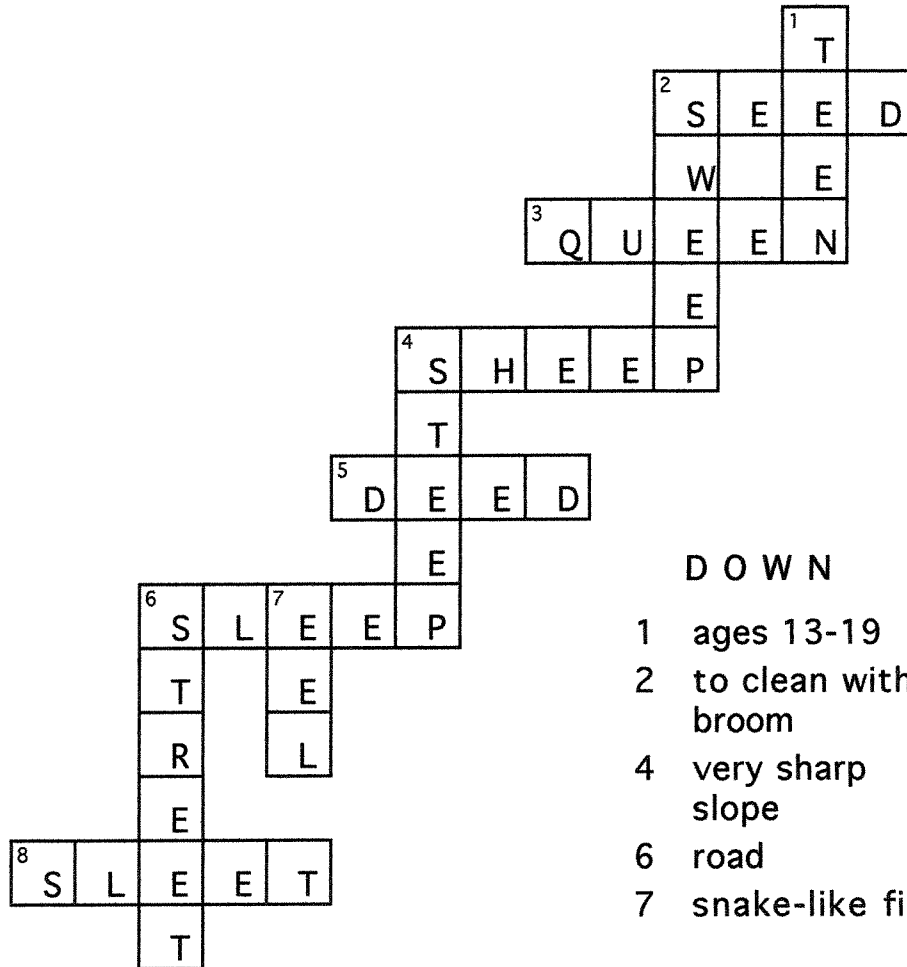 1
T
2 S E E D
W E
3 Q U E E N
E
4 S H E E P
T
5 D E E D
E
6 S L 7 E E P
T E
R L
E
8 S L E E T
T
D O W N
1 ages 13-19
2 to clean with
broom
4 very sharp
slope
6 road
7 snake-like fi